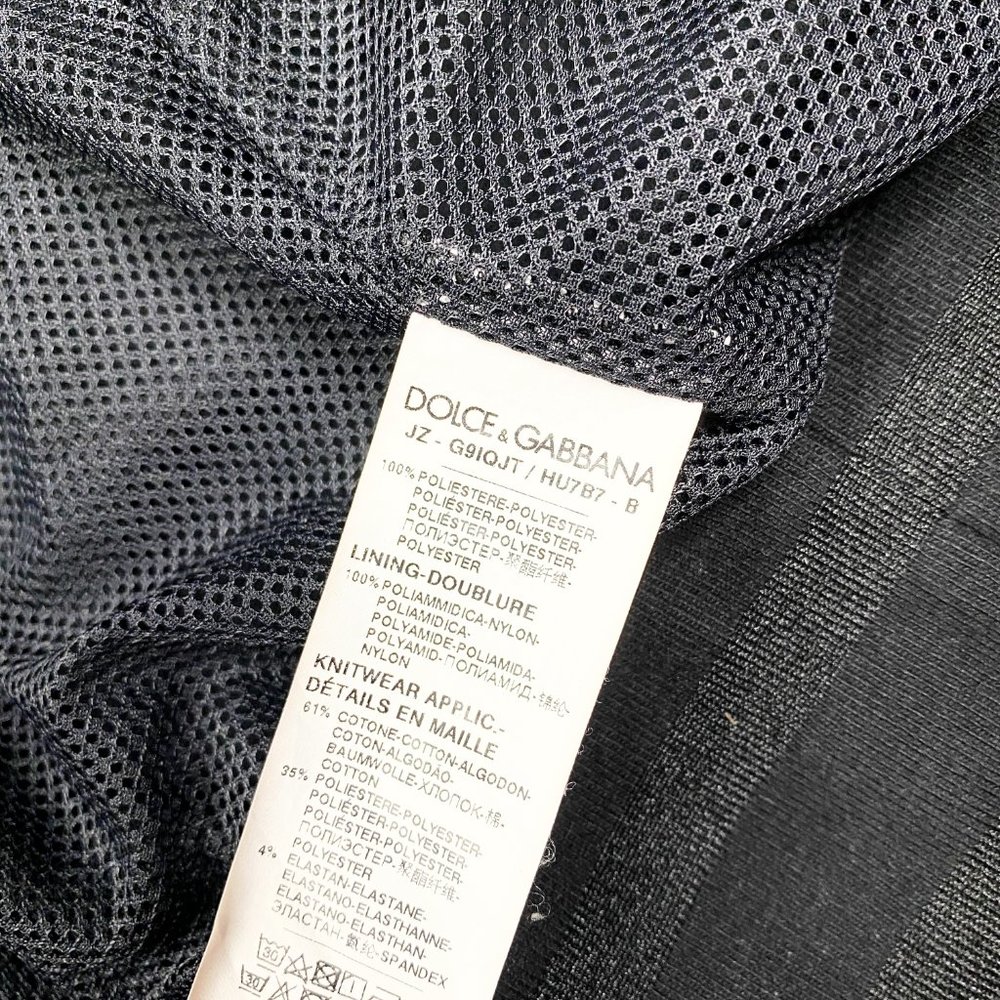 DOLCE & GABBANA
JZ - G9IQJT / HU7B7 - B
100% POLIESTERE-POLYESTER-
POLIÉSTER-POLYESTER-
POLIÉSTER-POLYESTER-
ПОЛИЭСТЕР-聚酯纤维-
POLYESTER
LINING-DOUBLURE
100% POLIAMMIDICA-NYLON-
POLIAMIDICA-
POLYAMIDE-POLIAMIDA-
POLYAMID-ПОЛИАМИД-锦纶-
NYLON
KNITWEAR APPLIC.-
DÉTAILS EN MAILLE
61% COTONE-COTTON-ALGODON-
COTON-ALGODÃO-
BAUMWOLLE-ХЛОПОК-棉-
COTTON
35% POLIESTERE-POLYESTER-
POLIÉSTER-POLYESTER-
POLIÉSTER-POLYESTER-
ПОЛИЭСТЕР-聚酯纤维-
POLYESTER
4% ELASTAN-ELASTANE-
ELASTANO-ELASTHANNE-
ELASTANO-ELASTHAN-
ЭЛАСТАН-氨纶-SPANDEX
30
30